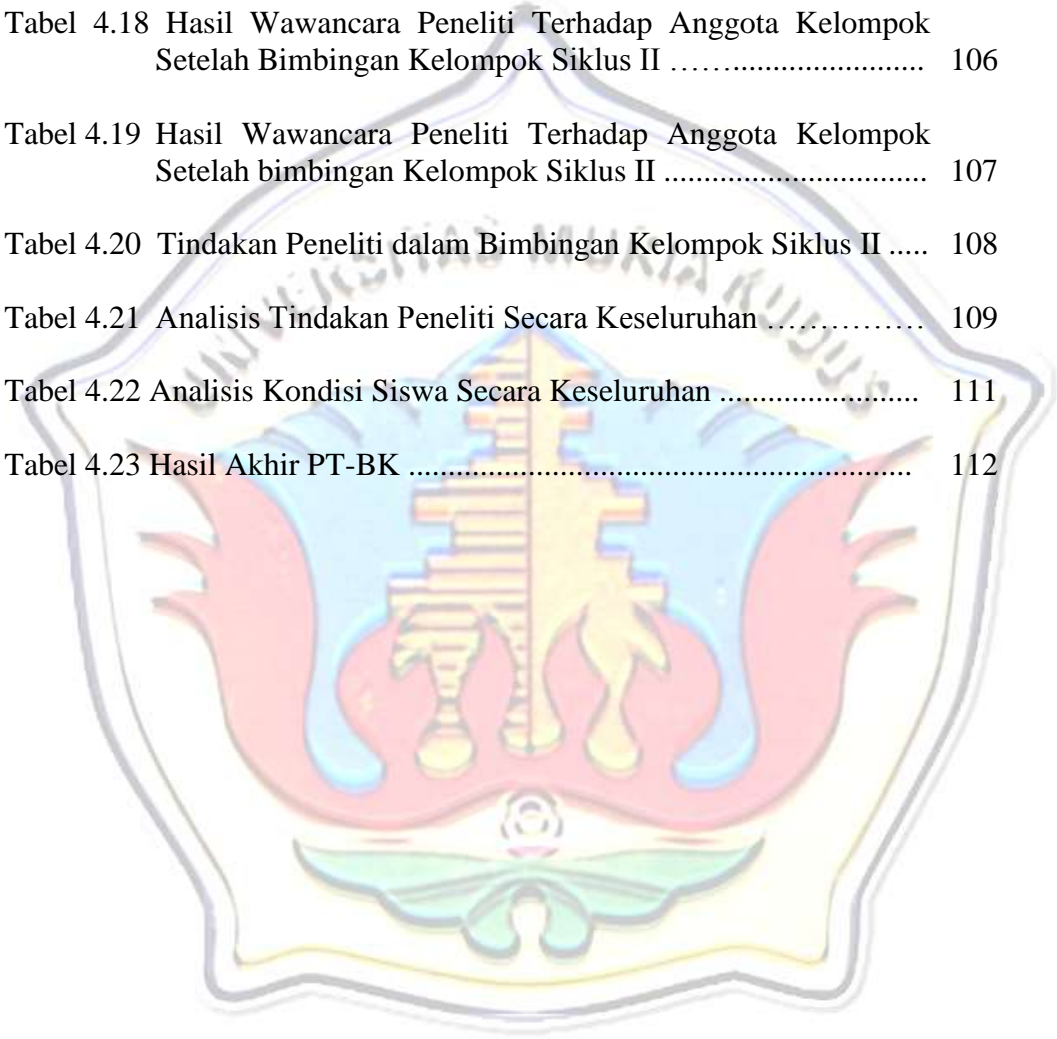 Tabel 4.18 Hasil Wawancara Peneliti Terhadap Anggota Kelompok
Setelah Bimbingan Kelompok Siklus II ……........................ 106
Tabel 4.19 Hasil Wawancara Peneliti Terhadap Anggota Kelompok
Setelah bimbingan Kelompok Siklus II ................................. 107
Tabel 4.20 Tindakan Peneliti dalam Bimbingan Kelompok Siklus II ..... 108
Tabel 4.21 Analisis Tindakan Peneliti Secara Keseluruhan …………… 109
Tabel 4.22 Analisis Kondisi Siswa Secara Keseluruhan ......................... 111
Tabel 4.23 Hasil Akhir PT-BK ............................................................... 112
UNIVERSITAS MURIA KUDUS